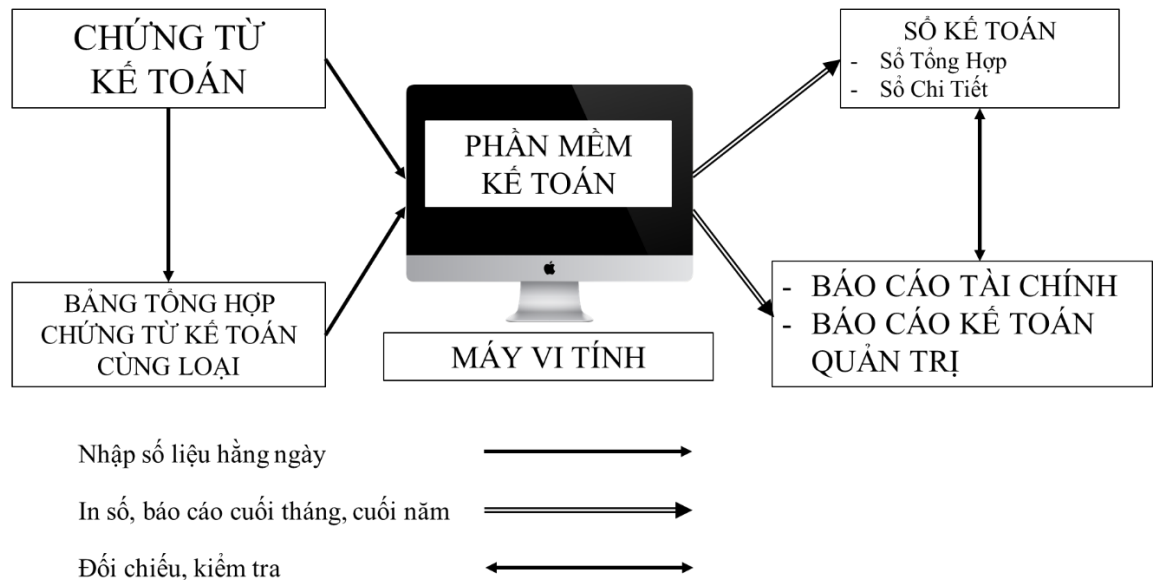 CHỨNG TỪ
KẾ TOÁN
SỔ KẾ TOÁN
- Sổ Tổng Hợp
- Sổ Chi Tiết
PHẦN MỀM
KẾ TOÁN
BẢNG TỔNG HỢP
CHỨNG TỪ KẾ TOÁN
CÙNG LOẠI
MÁY VI TÍNH
- BÁO CÁO TÀI CHÍNH
- BÁO CÁO KẾ TOÁN
QUẢN TRỊ
Nhập số liệu hằng ngày
In số, báo cáo cuối tháng, cuối năm
Đối chiếu, kiểm tra